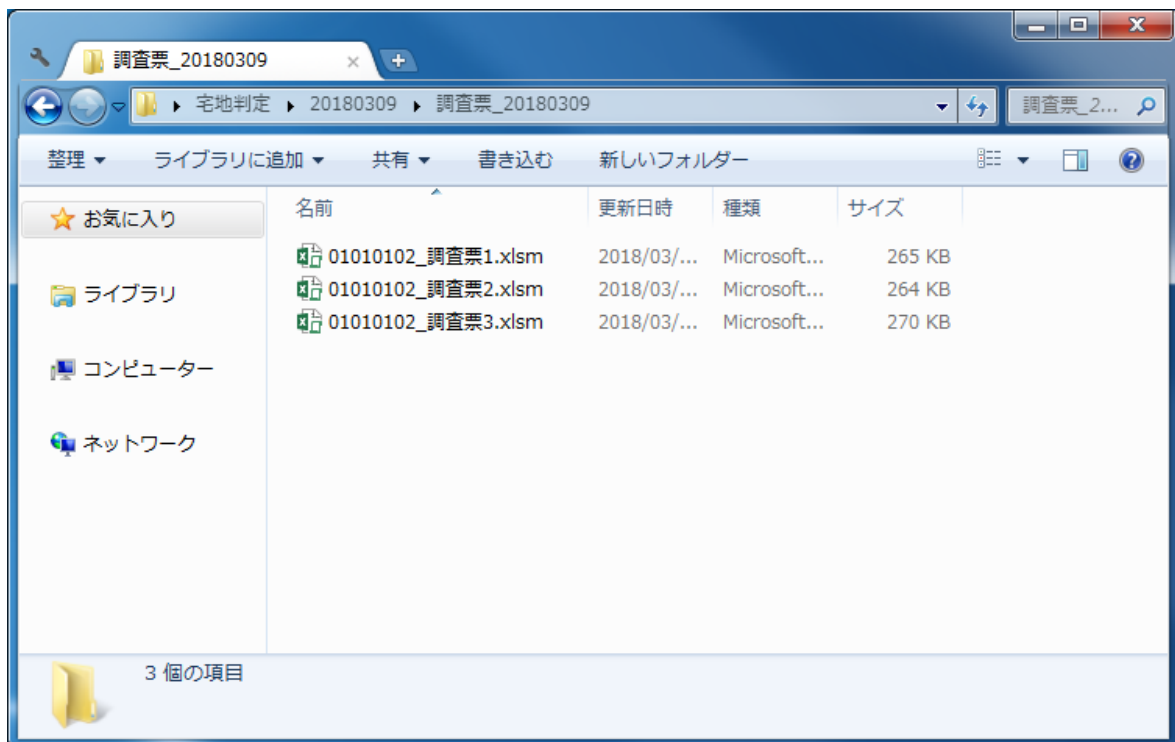 調査票_20180309
宅地判定 20180309 調査票_20180309 調査票_2...
整理 ライブラリに追加 共有 書き込む 新しいフォルダー
お気に入り
ライブラリ
コンピューター
ネットワーク
名前 更新日時 種類 サイズ
01010102_調査票1.xlsm 2018/03/... Microsoft... 265 KB
01010102_調査票2.xlsm 2018/03/... Microsoft... 264 KB
01010102_調査票3.xlsm 2018/03/... Microsoft... 270 KB
3 個の項目